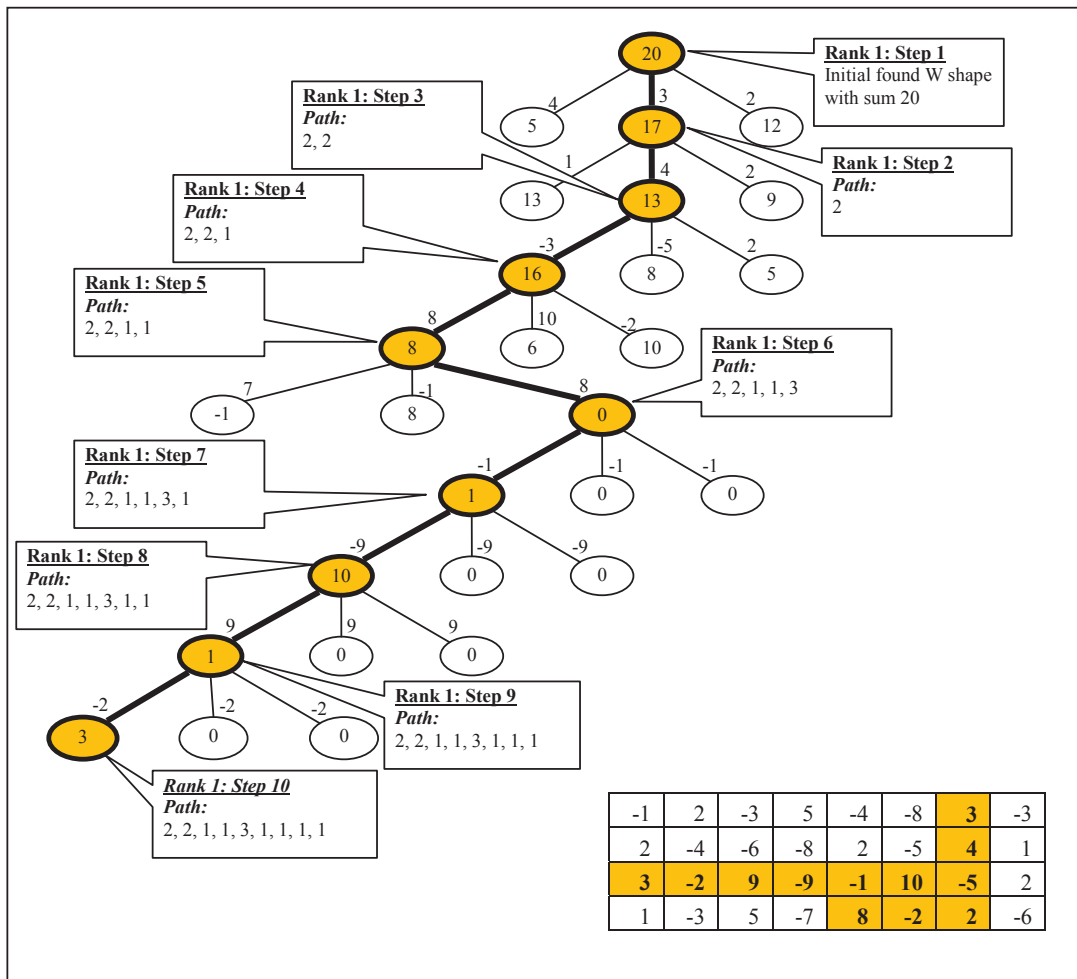 20
Rank 1: Step 1
Initial found W shape
with sum 20
4
3
2
5
17
12
Rank 1: Step 3
Path:
2, 2
Rank 1: Step 2
Path:
2
1
4
2
13
13
9
Rank 1: Step 4
Path:
2, 2, 1
-3
-5
2
16
8
5
Rank 1: Step 5
Path:
2, 2, 1, 1
8
10
-2
8
6
10
Rank 1: Step 6
Path:
2, 2, 1, 1, 3
7
-1
8
-1
8
0
Rank 1: Step 7
Path:
2, 2, 1, 1, 3, 1
-1
-1
-1
1
0
0
Rank 1: Step 8
Path:
2, 2, 1, 1, 3, 1, 1
-9
-9
-9
10
0
0
9
9
9
1
0
0
Rank 1: Step 9
Path:
2, 2, 1, 1, 3, 1, 1, 1
-2
-2
-2
3
0
0
Rank 1: Step 10
Path:
2, 2, 1, 1, 3, 1, 1, 1, 1
-1 2 -3 5 -4 -8 3 -3
2 -4 -6 -8 2 -5 4 1
3 -2 9 -9 -1 10 -5 2
1 -3 5 -7 8 -2 2 -6